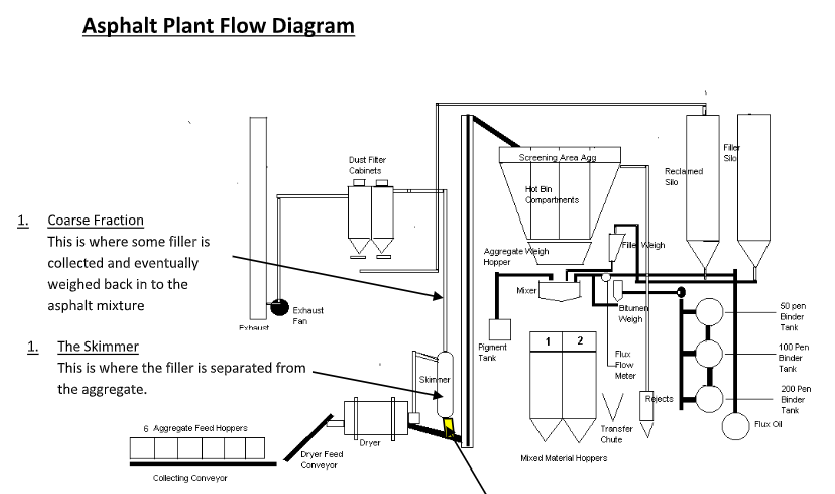 Asphalt Plant Flow Diagram
Screening Area Agg
Dust Filter
Cabinets
Filler
Silo
Reclamed
Silo
Hot Bin
Compartments
1. Coarse Fraction
This is where some filler is
collected and eventually
weighed back in to the
asphalt mixture
Aggregate Weigh
Hopper
Filler Weigh
Mixer
Exhaust
Fan
Exhaust
Bitumen
Weigh
50 pen
Binder
Tank
1. The Skimmer
This is where the filler is separated from
the aggregate.
Pigment
Tank
1 2
100 Pen
Binder
Tank
Flux
Flow
Meter
Skimmer
200 Pen
Binder
Tank
Rejects
6 Aggregate Feed Hoppers
Dryer
Transfer
Chute
Flux Oil
Dryer Feed
Conveyor
Mixed Material Hoppers
Collecting Conveyor